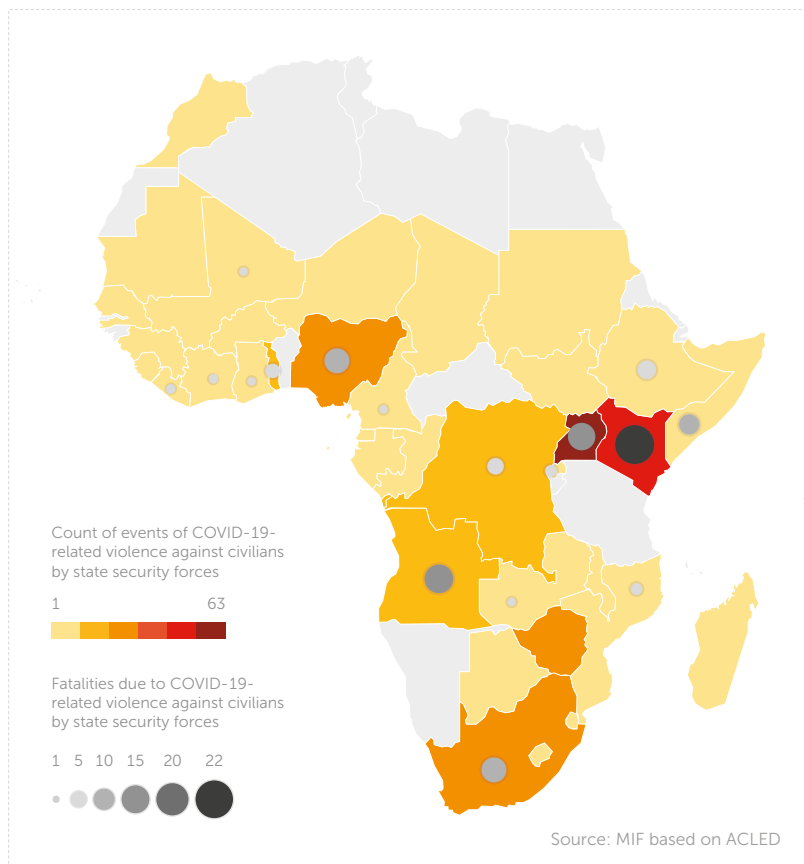 Count of events of COVID-19-
related violence against civilians
by state security forces
1 63
Fatalities due to COVID-19-
related violence against civilians
by state security forces
1 5 10 15 20 22
Source: MIF based on ACLED